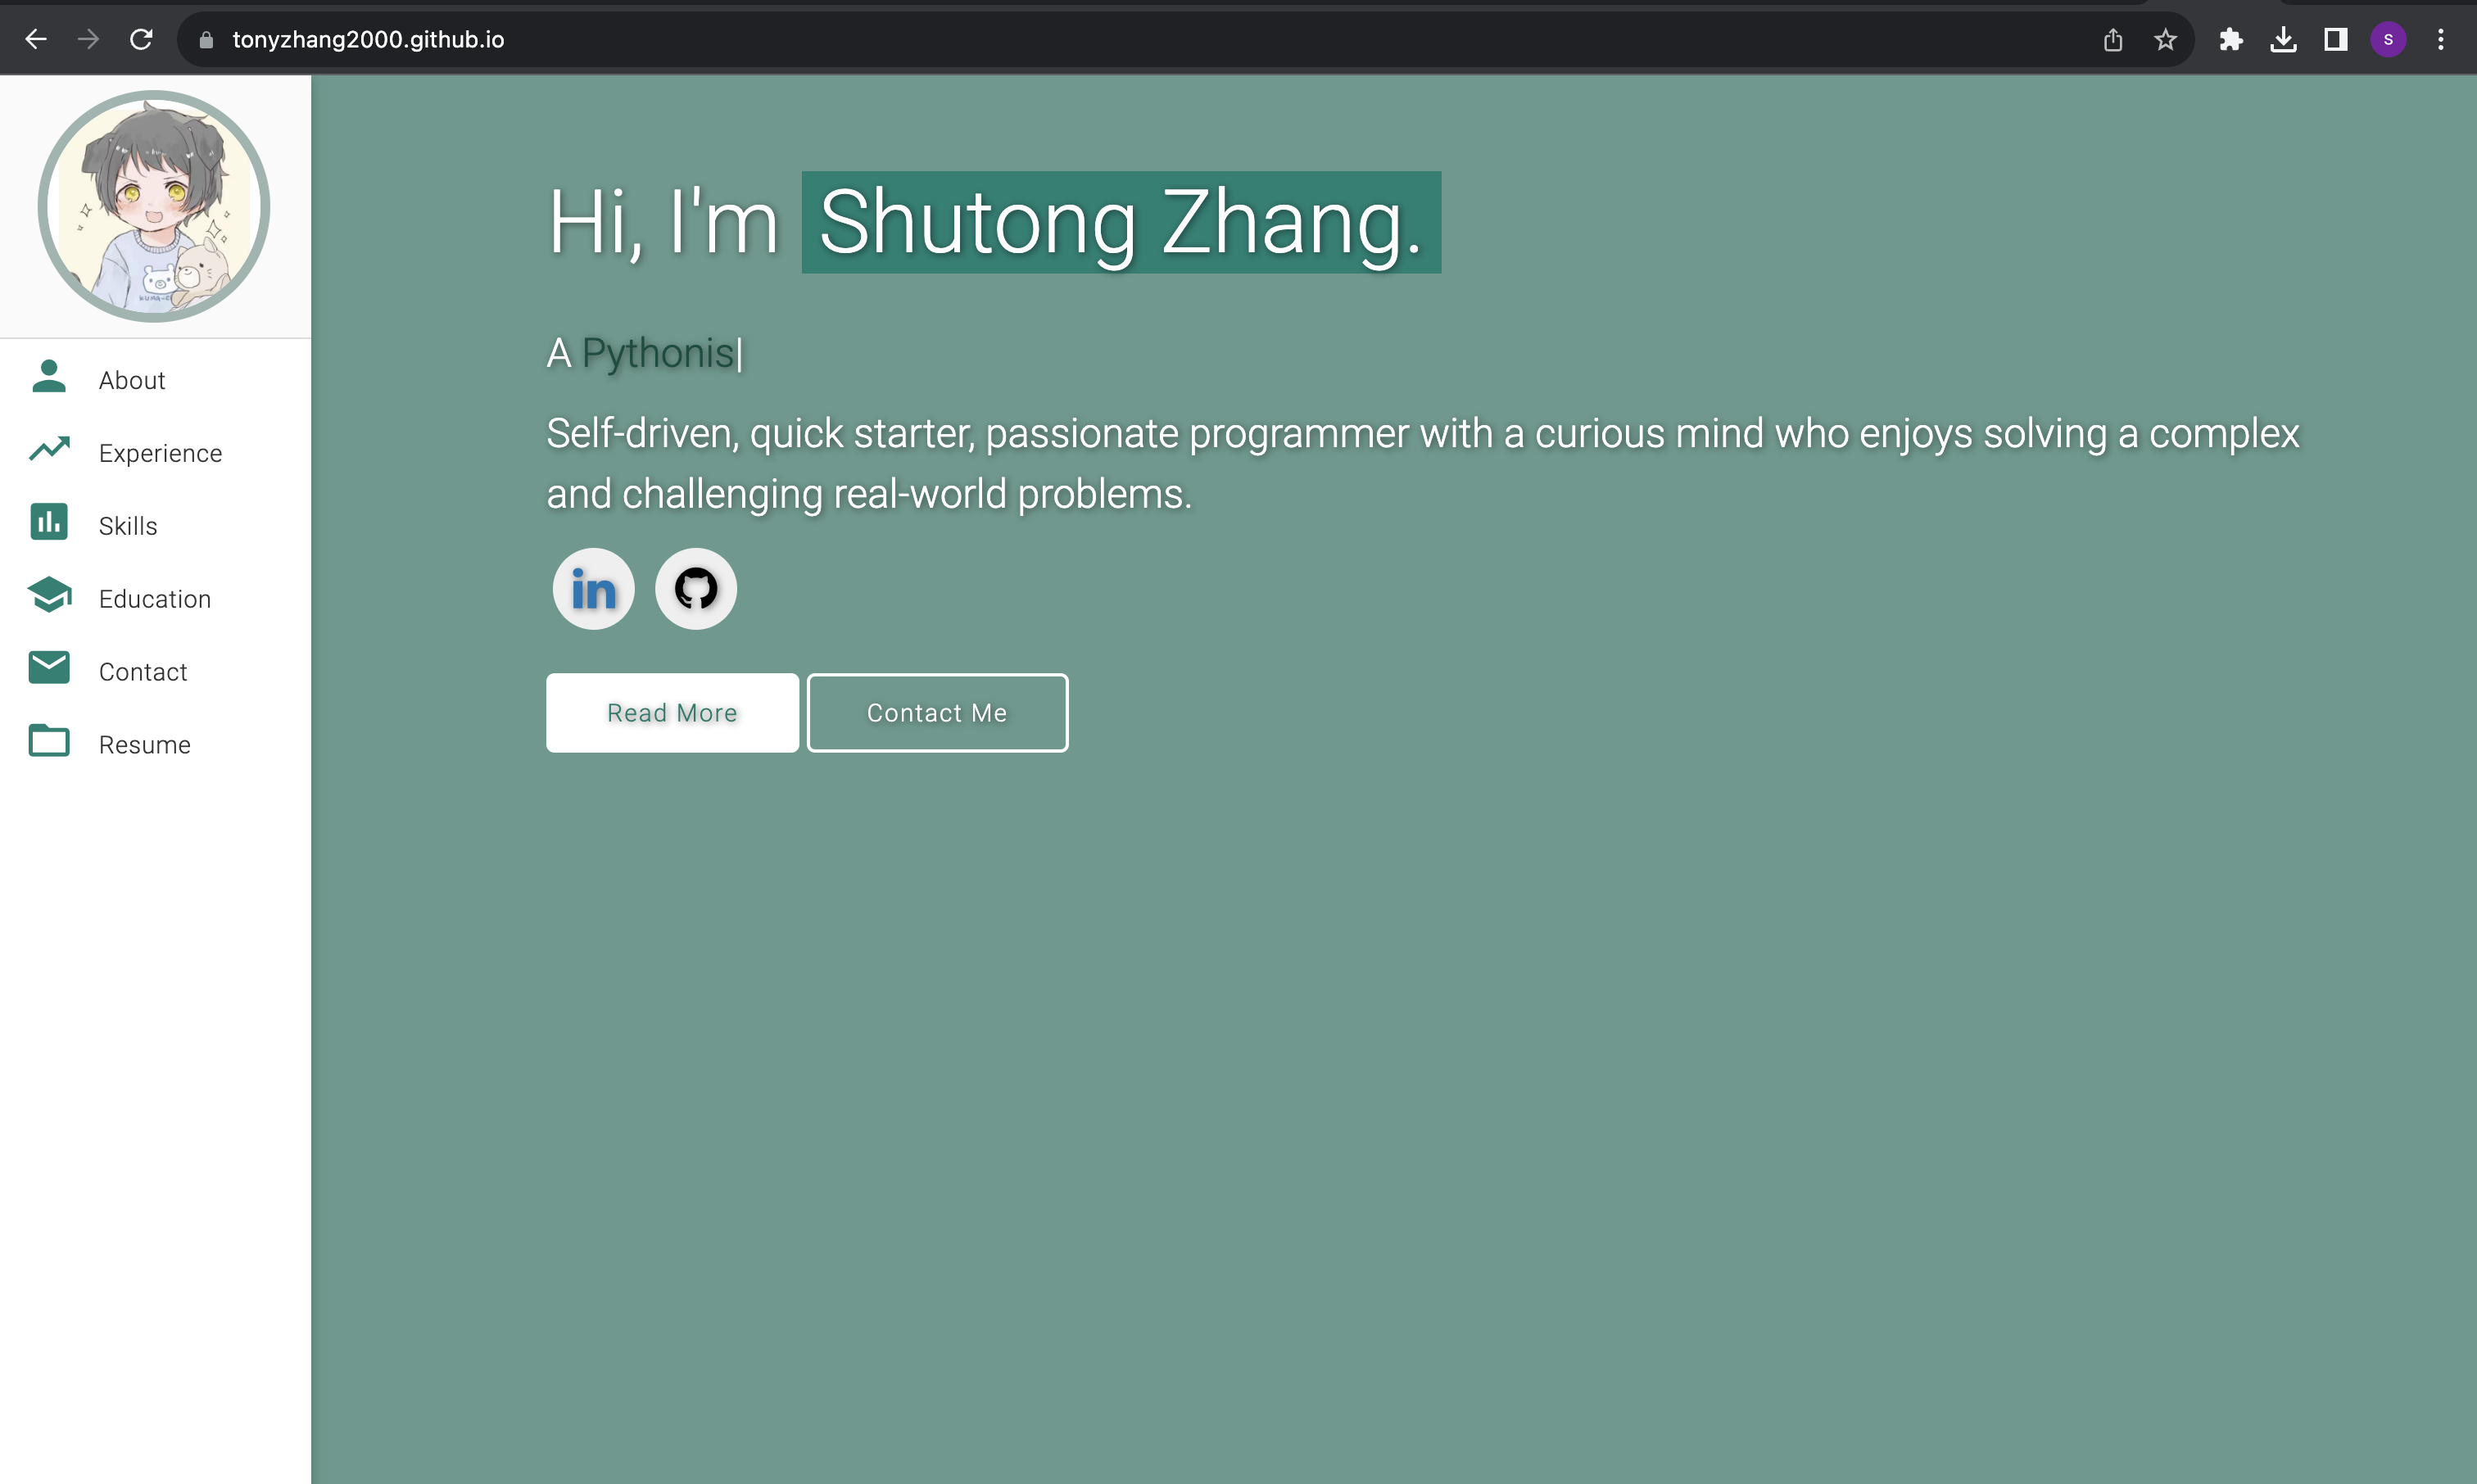 tonyzhang2000.github.io
S
Hi, I'm Shutong Zhang.
A Pythonis
Self-driven, quick starter, passionate programmer with a curious mind who enjoys solving a complex
and challenging real-world problems.
in
Read More
Contact Me
About
Experience
Skills
Education
Contact
Resume